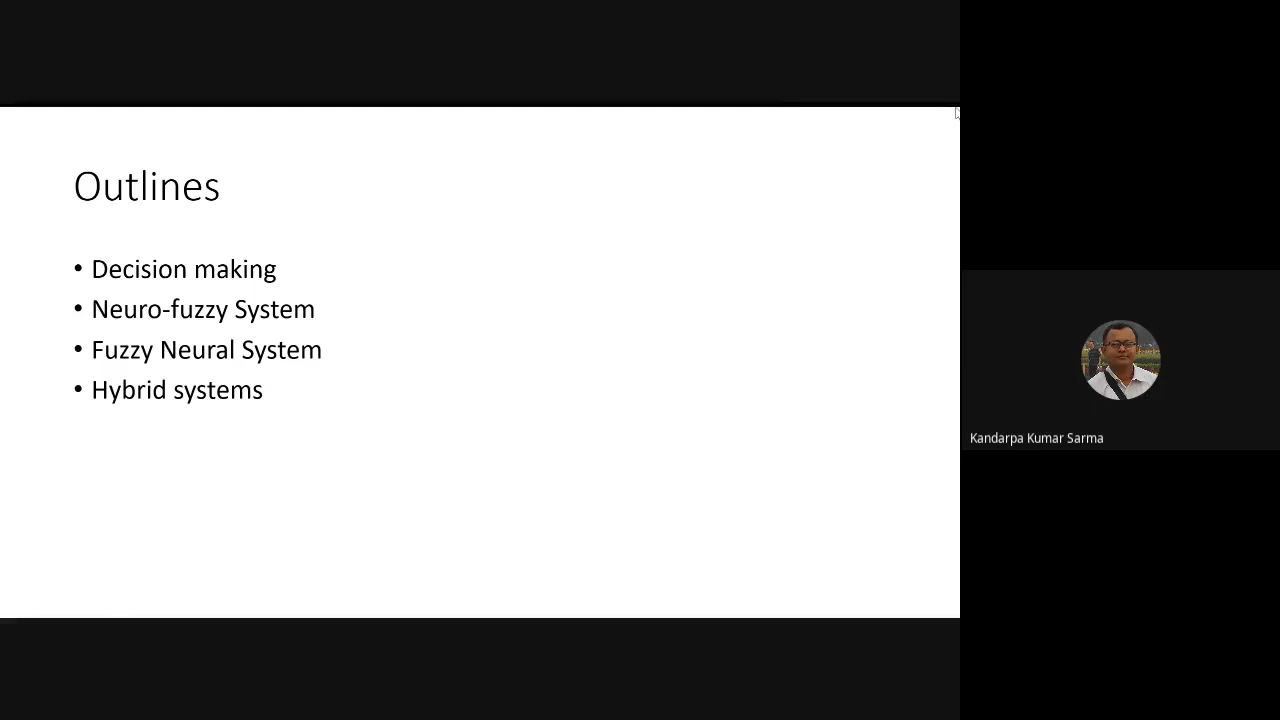 Outlines
• Decision making
• Neuro-fuzzy System
• Fuzzy Neural System
• Hybrid systems
Kandarpa Kumar Sarma